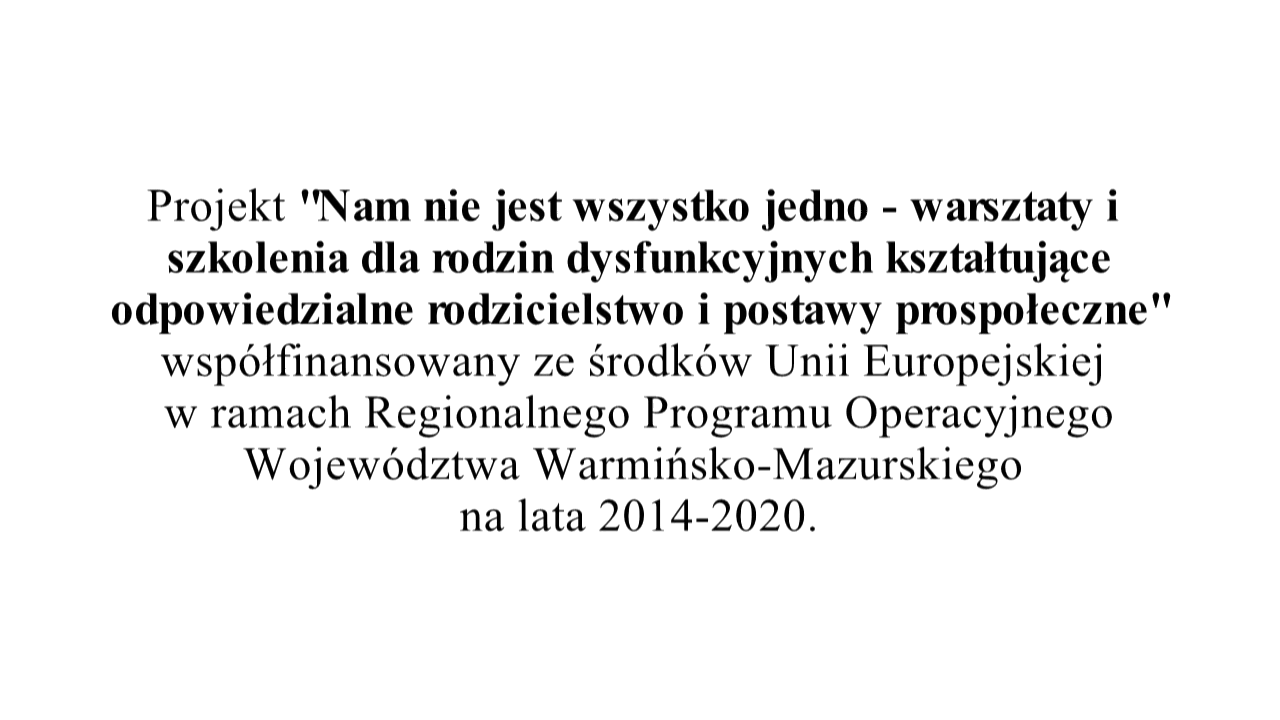 Projekt "Nam nie jest wszystko jedno - warsztaty i
szkolenia dla rodzin dysfunkcyjnych kształtujące
odpowiedzialne rodzicielstwo i postawy prospołeczne"
współfinansowany ze środków Unii Europejskiej
w ramach Regionalnego Programu Operacyjnego
Województwa Warmińsko-Mazurskiego
na lata 2014-2020.